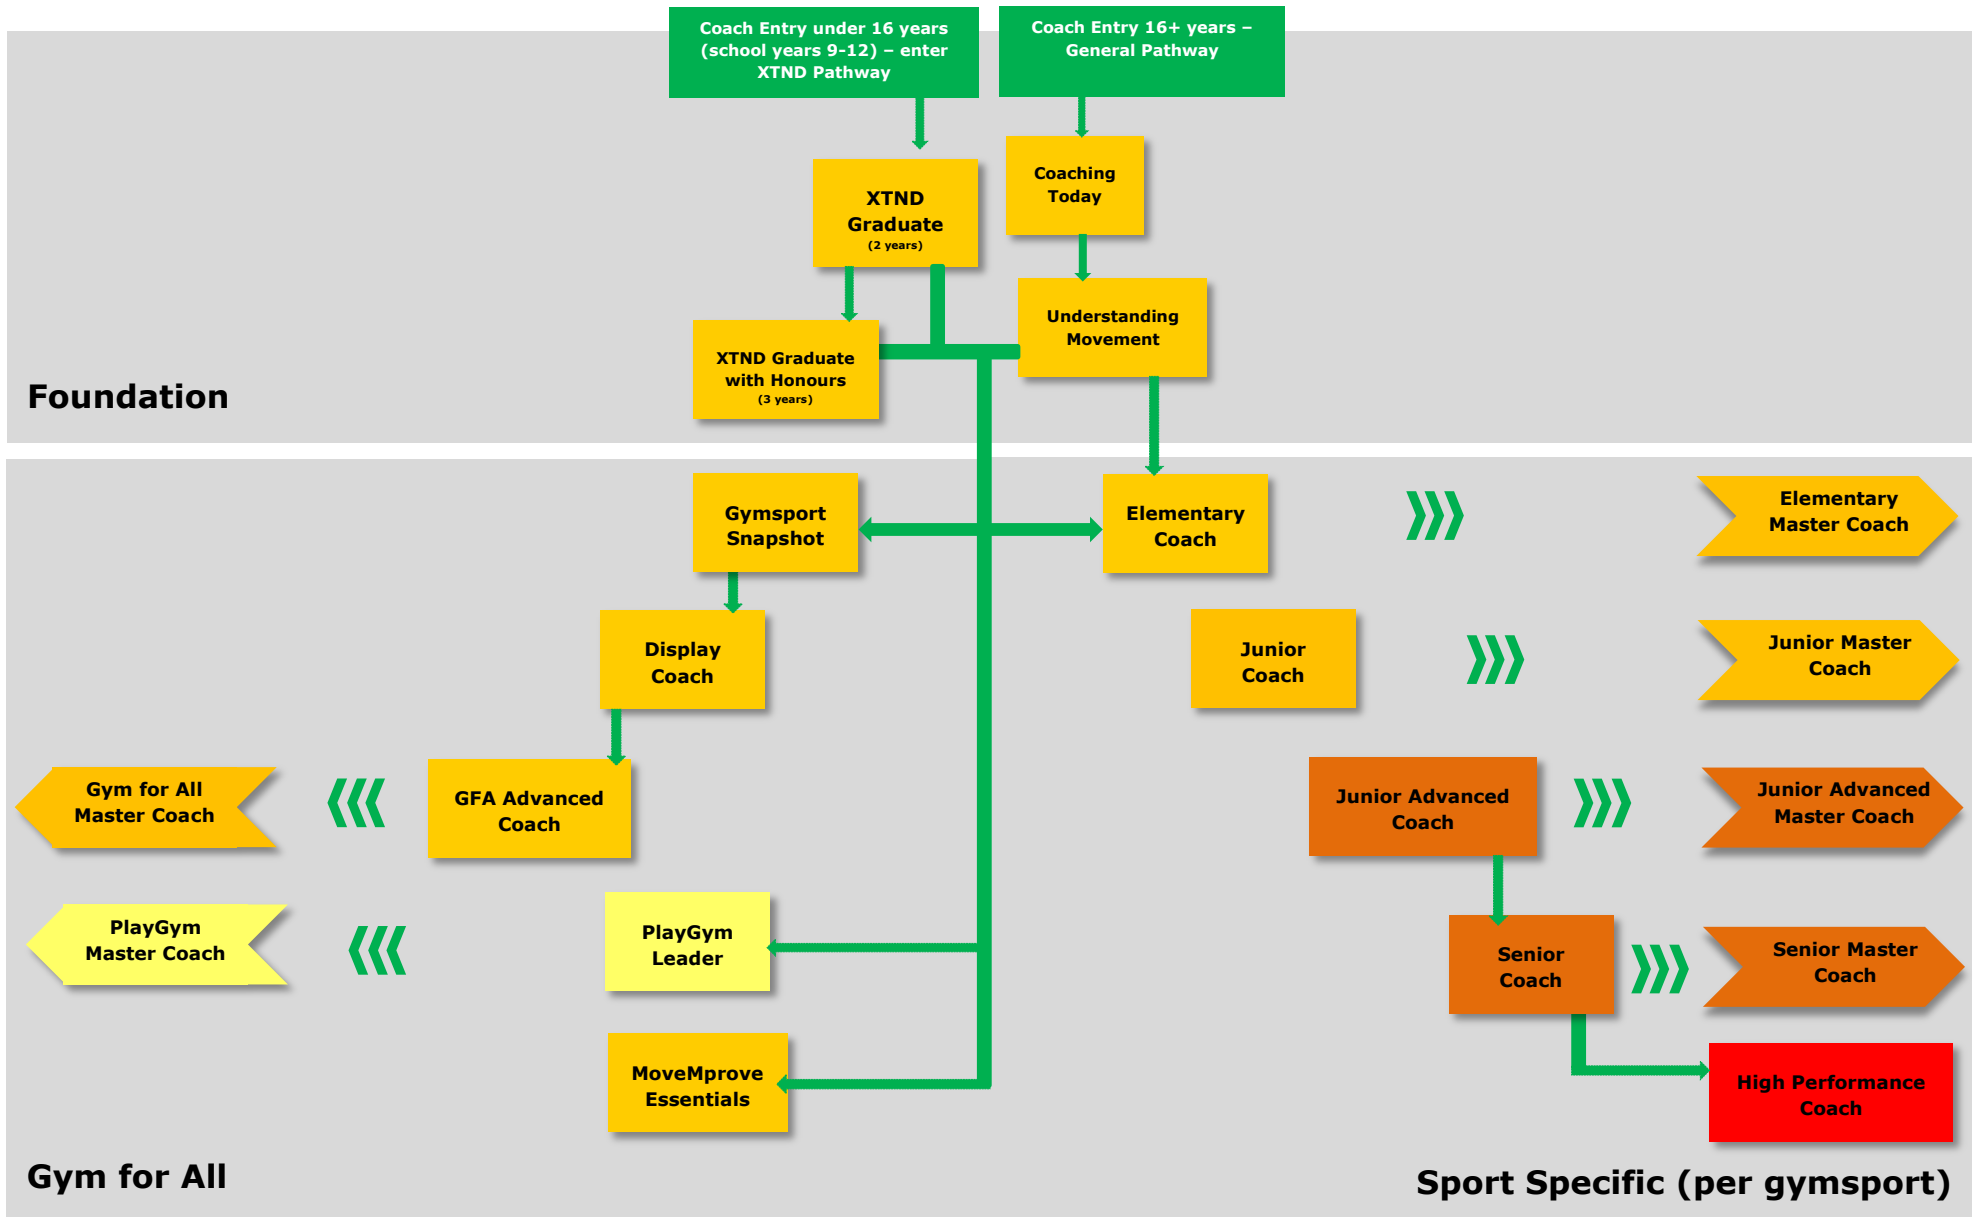 Coach Entry under 16 years
(school years 9-12) – enter
XTND Pathway
Coach Entry 16+ years –
General Pathway
XTND
Graduate
(2 years)
Coaching
Today
XTND Graduate
with Honours
(3 years)
Understanding
Movement
Foundation
Gymsport
Snapshot
Elementary
Coach
Elementary
Master Coach
Display
Coach
Junior
Coach
Junior Master
Coach
Gym for All
Master Coach
GFA Advanced
Coach
Junior Advanced
Coach
Junior Advanced
Master Coach
PlayGym
Master Coach
PlayGym
Leader
Senior
Coach
Senior Master
Coach
MoveMprove
Essentials
High Performance
Coach
Gym for All
Sport Specific (per gymsport)